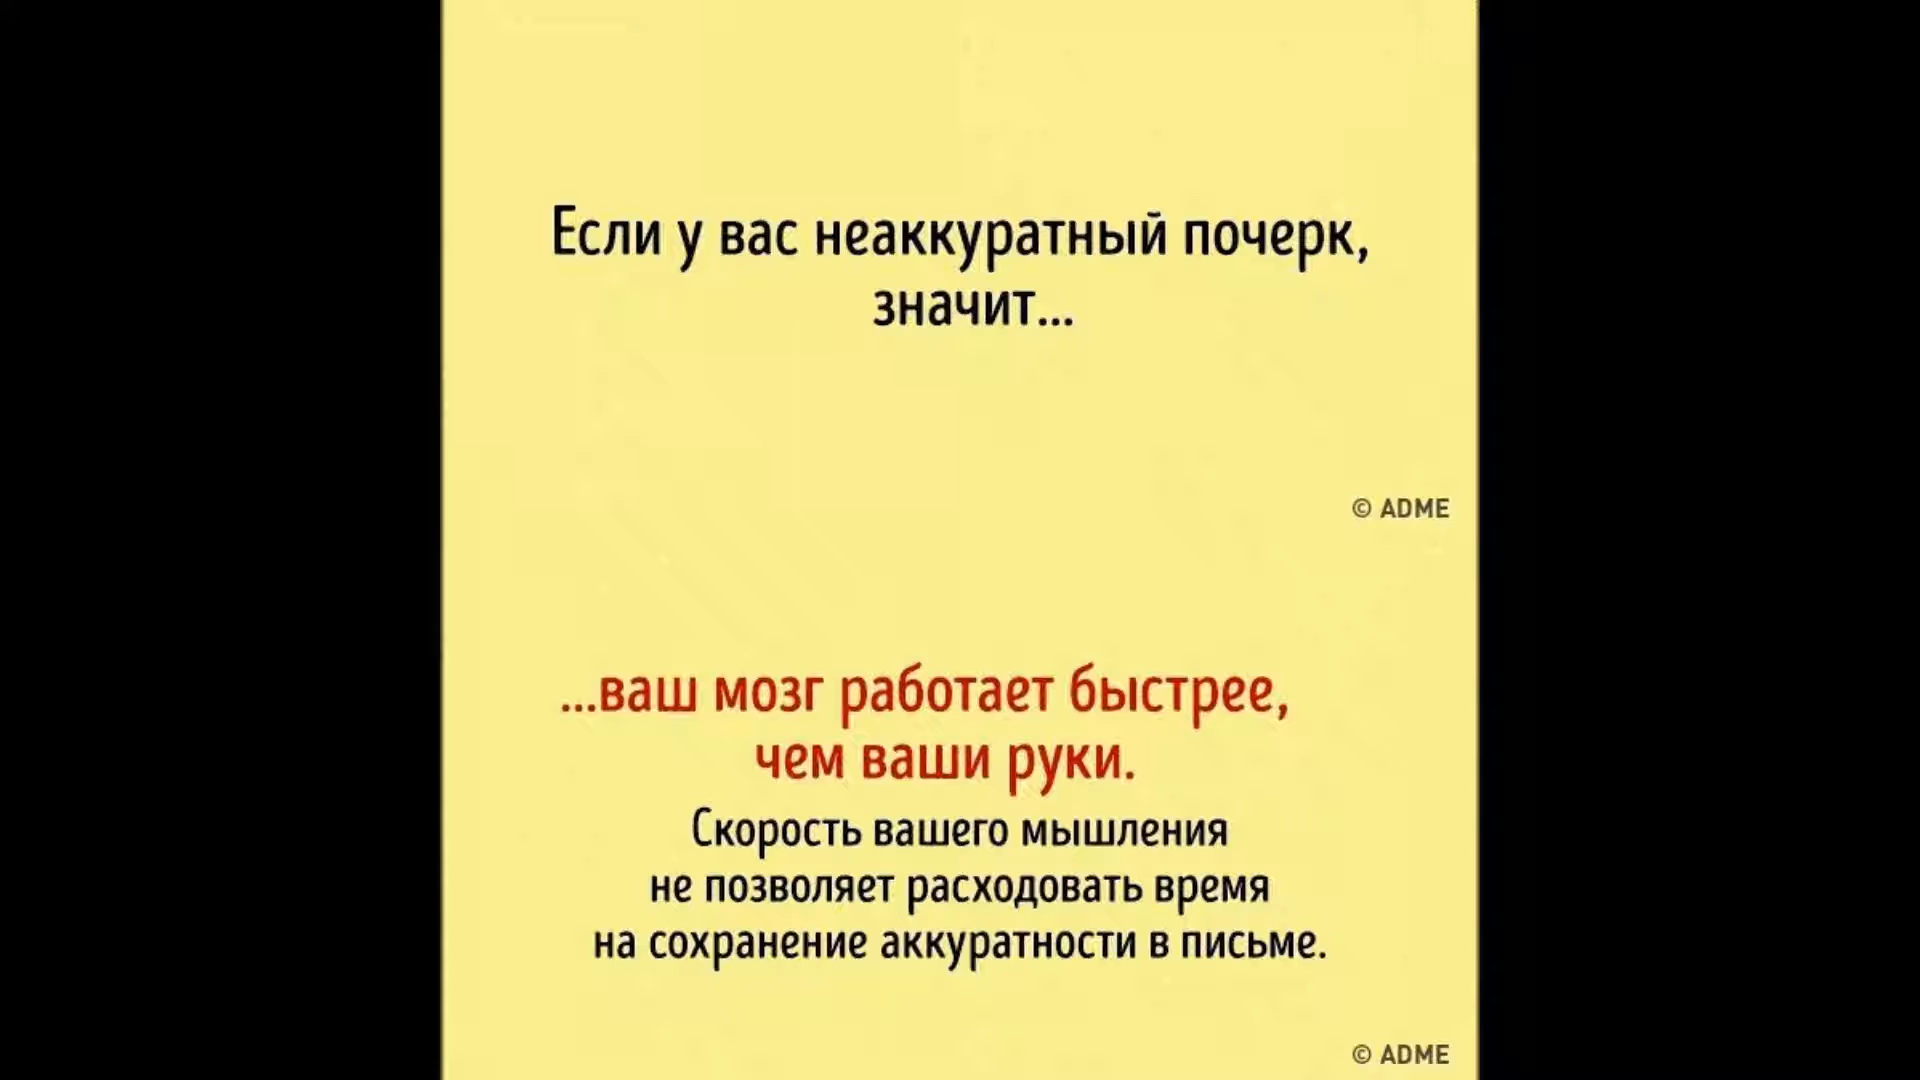 Если у вас неаккуратный почерк,
значит...
© ADME
...ваш мозг работает быстрее,
чем ваши руки.
Скорость вашего мышления
не позволяет расходовать время
на сохранение аккуратности в письме.
© ADME